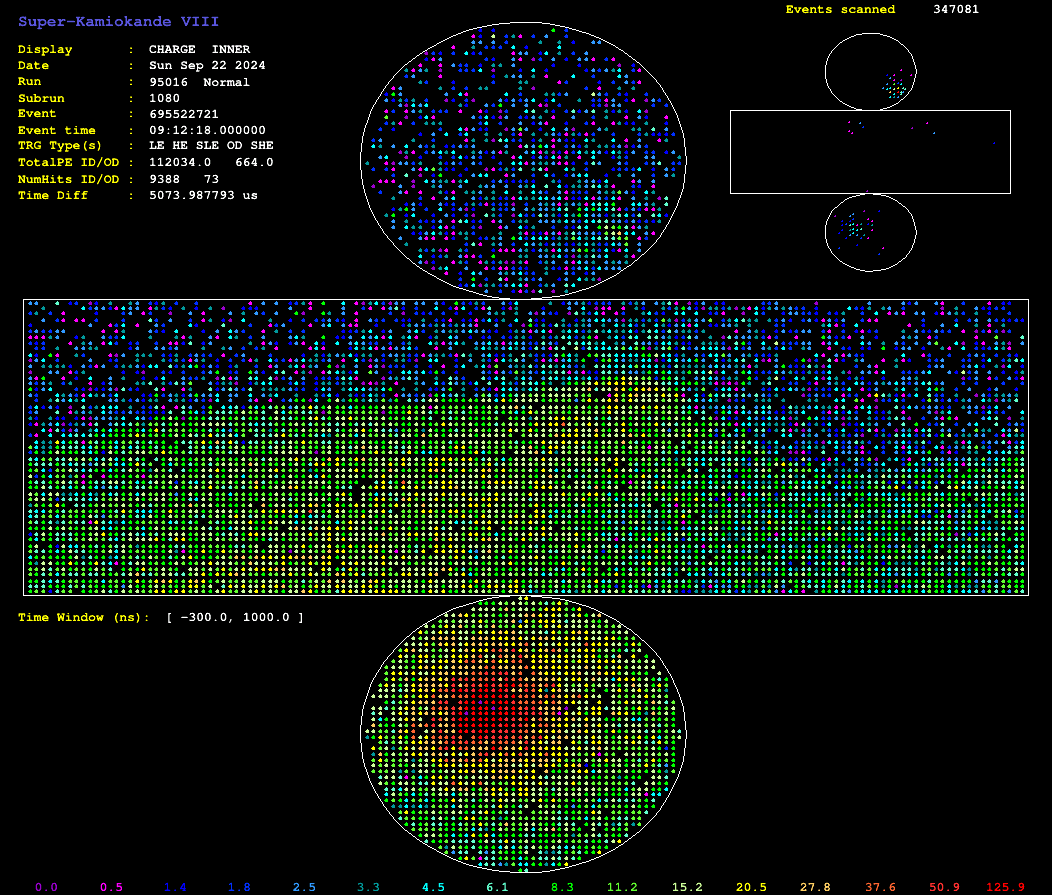 Super-Kamiokande VIII
Events scanned 347081
Display : CHARGE INNER
Date : Sun Sep 22 2024
Run : 95016 Normal
Subrun : 1080
Event : 695522721
Event time : 09:12:18.000000
TRG Type(s) : LE HE SLE OD SHE
TotalPE ID/OD : 112034.0 664.0
NumHits ID/OD : 9388 73
Time Diff : 5073.987793 us
Time Window (ns): [ -300.0, 1000.0 ]
0.0 0.5 1.4 1.8 2.5 3.3 4.5 6.1 8.3 11.2 15.2 20.5 27.8 37.6 50.9 125.9